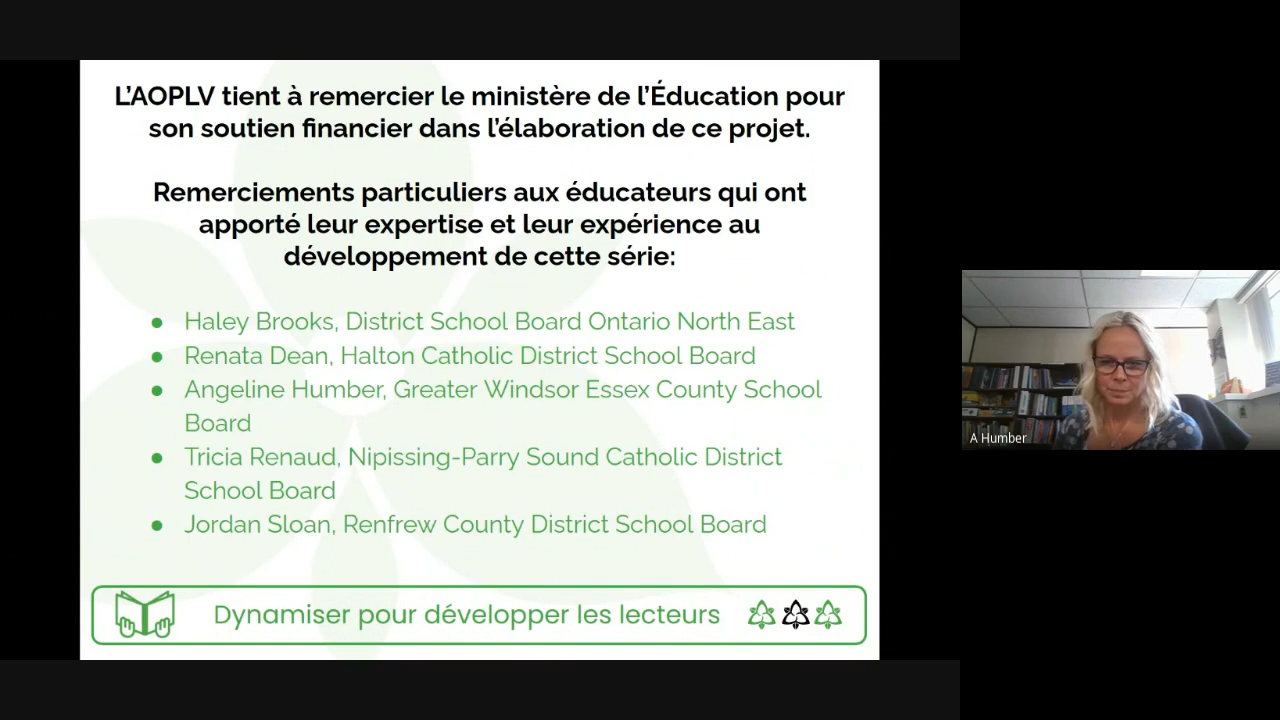 L'AOPLV tient à remercier le ministère de l'Éducation pour
son soutien financier dans l'élaboration de ce projet.
Remerciements particuliers aux éducateurs qui ont
apporté leur expertise et leur expérience au
développement de cette série:
● Haley Brooks, District School Board Ontario North East
● Renata Dean, Halton Catholic District School Board
● Angeline Humber, Greater Windsor Essex County School
Board
● Tricia Renaud, Nipissing-Parry Sound Catholic District
School Board
● Jordan Sloan, Renfrew County District School Board
Dynamiser pour développer les lecteurs
A Humber